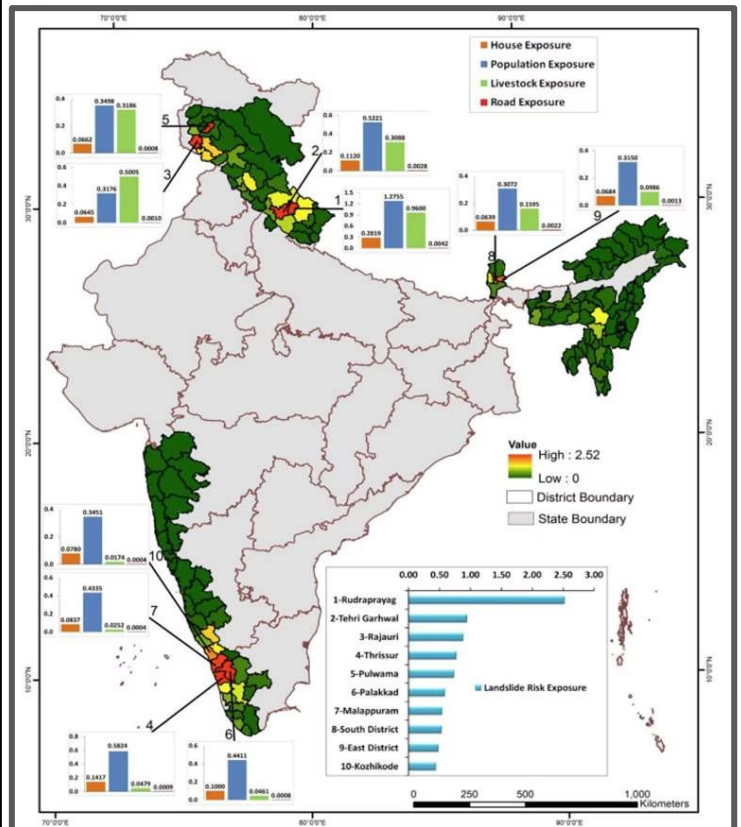 70°0'0"E 80°0'0"E 90°0'0"E
House Exposure
Population Exposure
Livestock Exposure
Road Exposure
0.4
0.2
0.0
0.0662
0.3498
0.3186
0.0008
5
0.6
0.4
0.2
0.0
0.0645
0.3176
0.5005
0.0010
3
0.6
0.4
0.2
0.0
0.1120
0.5221
0.3088
0.0028
2
1.5
1.2
0.9
0.6
0.3
0.0
0.2819
1.2755
0.9600
0.0042
1
0.4
0.2
0.0
0.0639
0.3072
0.1595
0.0022
8
0.4
0.2
0.0
0.0684
0.3150
0.0986
0.0013
9
30°0'0"N
30°0'0"N
20°0'0"N
20°0'0"N
Value
High : 2.52
Low : 0
District Boundary
State Boundary
0.4
0.2
0.0
0.0780
0.3451
0.0174
0.0004
10
0.6
0.4
0.2
0.0
0.0837
0.4335
0.0252
0.0004
7
10°0'0"N
10°0'0"N
0.8
0.6
0.4
0.2
0.0
0.1417
0.5824
0.0479
0.0009
4
0.6
0.4
0.2
0.0
0.1000
0.4411
0.0461
0.0008
6
0.00 0.50 1.00 1.50 2.00 2.50 3.00
1-Rudraprayag
2-Tehri Garhwal
3-Rajauri
4-Thrissur
5-Pulwama
6-Palakkad
7-Malappuram
8-South District
9-East District
10-Kozhikode
Landslide Risk Exposure
0 250 500 1,000
Kilometers
70°0'0"E 80°0'0"E 90°0'0"E